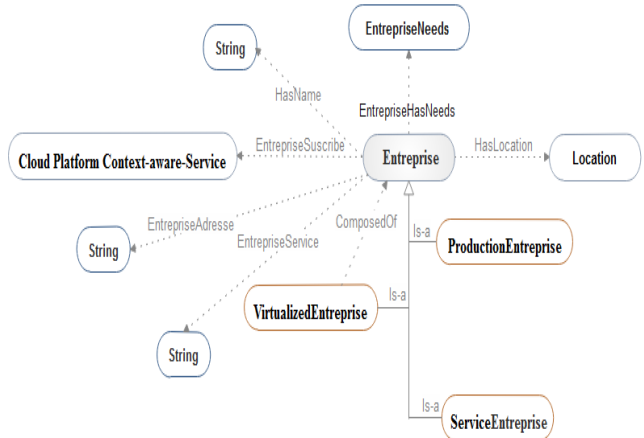 EntrepriseNeeds
String
HasName
EntrepriseHasNeeds
Cloud Platform Context-aware-Service
EntrepriseSuscribe
Entreprise
HasLocation
Location
EntrepriseAdresse
String
EntrepriseService
ComposedOf
Is-a
ProductionEntreprise
VirtualizedEntreprise
Is-a
String
Is-a
ServiceEntreprise